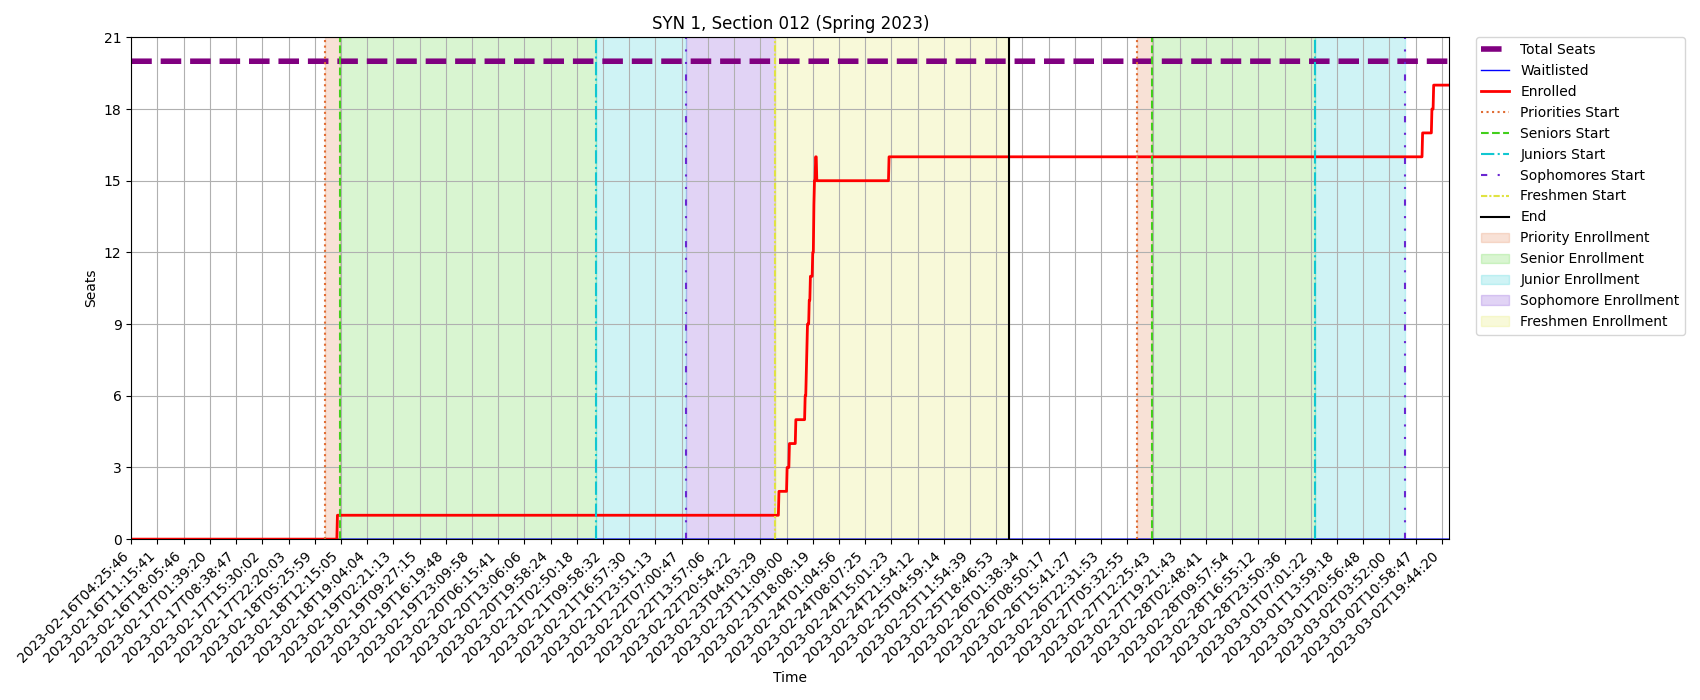 SYN 1, Section 012 (Spring 2023)
21
18
15
12
9
6
3
0
Seats
2023-02-16T04:25:46
2023-02-16T11:15:41
2023-02-16T18:05:46
2023-02-17T01:39:20
2023-02-17T08:38:47
2023-02-17T15:30:02
2023-02-17T22:20:03
2023-02-18T05:25:59
2023-02-18T12:15:05
2023-02-18T19:04:04
2023-02-19T02:21:13
2023-02-19T09:27:15
2023-02-19T16:19:48
2023-02-19T23:09:58
2023-02-20T06:15:41
2023-02-20T13:06:06
2023-02-20T19:58:24
2023-02-21T02:50:18
2023-02-21T09:58:32
2023-02-21T16:57:30
2023-02-21T23:51:13
2023-02-22T07:00:47
2023-02-22T13:57:06
2023-02-22T20:54:22
2023-02-23T04:03:29
2023-02-23T11:09:00
2023-02-23T18:08:19
2023-02-24T01:04:56
2023-02-24T08:07:25
2023-02-24T15:01:23
2023-02-24T21:54:12
2023-02-25T04:59:14
2023-02-25T11:54:39
2023-02-25T18:46:53
2023-02-26T01:38:34
2023-02-26T08:50:17
2023-02-26T15:41:27
2023-02-26T22:31:53
2023-02-27T05:32:55
2023-02-27T12:25:43
2023-02-27T19:21:43
2023-02-28T02:48:41
2023-02-28T09:57:54
2023-02-28T16:55:12
2023-02-28T23:50:36
2023-03-01T07:01:22
2023-03-01T13:59:18
2023-03-01T20:56:48
2023-03-02T03:52:00
2023-03-02T10:58:47
2023-03-02T19:44:20
Time
Total Seats
Waitlisted
Enrolled
Priorities Start
Seniors Start
Juniors Start
Sophomores Start
Freshmen Start
End
Priority Enrollment
Senior Enrollment
Junior Enrollment
Sophomore Enrollment
Freshmen Enrollment